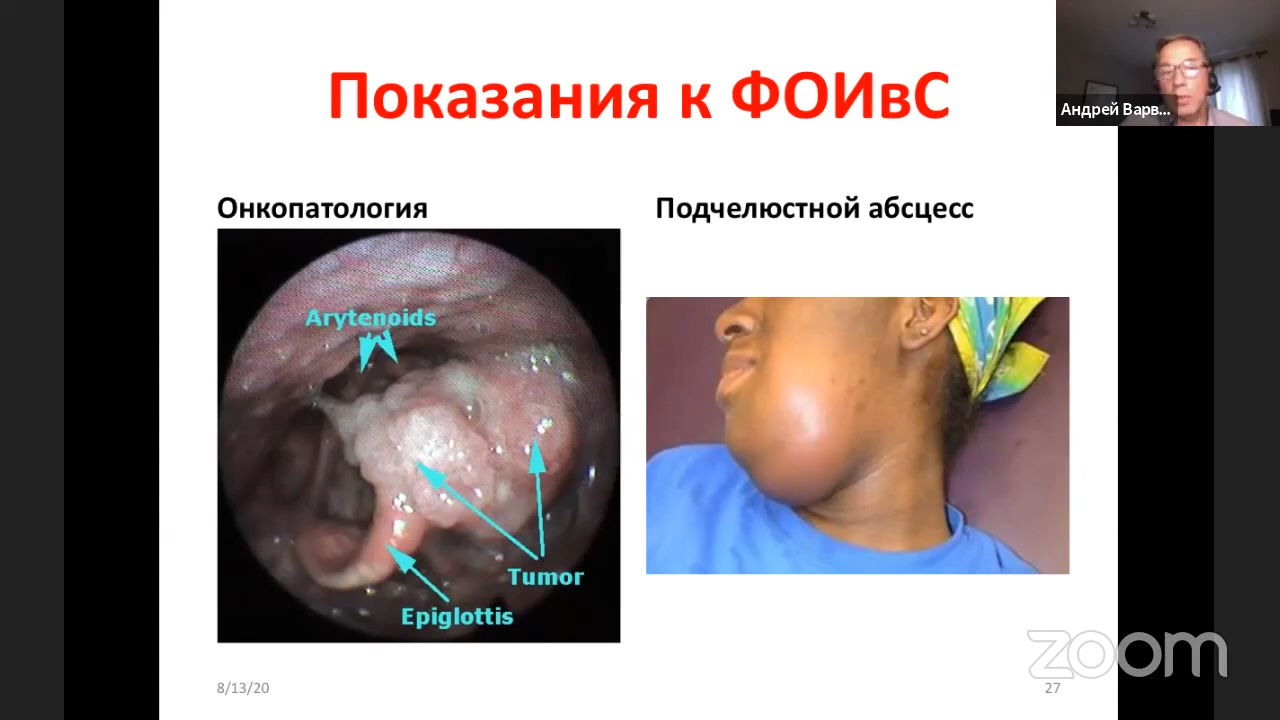 Показания к ФОИвС
Андрей Варв...
Онкопатология
Подчелюстной абсцесс
Arytenoids
Tumor
Epiglottis
zoom
8/13/20
27